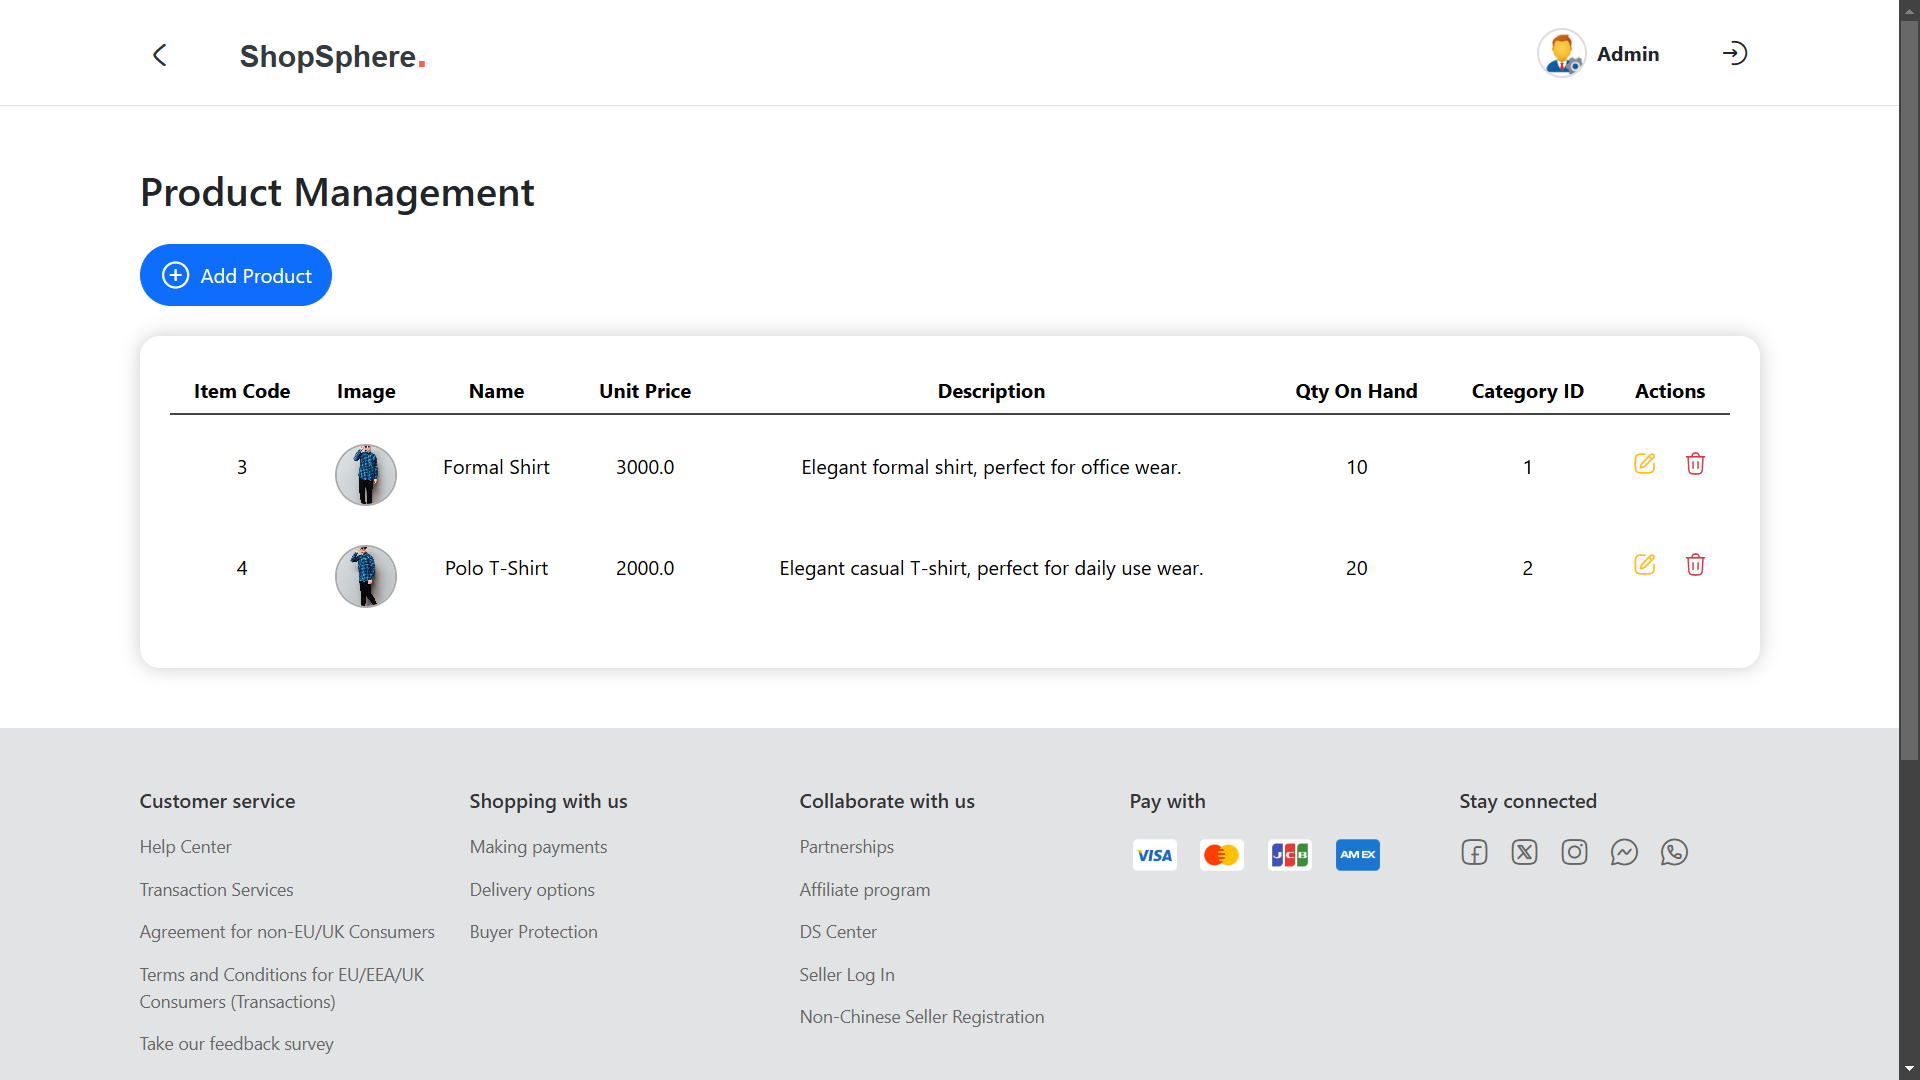 ShopSphere.
Admin
Product Management
Add Product
Item Code Image Name Unit Price Description Qty On Hand Category ID Actions
3 Formal Shirt 3000.0 Elegant formal shirt, perfect for office wear. 10 1
4 Polo T-Shirt 2000.0 Elegant casual T-shirt, perfect for daily use wear. 20 2
Customer service
Help Center
Transaction Services
Agreement for non-EU/UK Consumers
Terms and Conditions for EU/EEA/UK
Consumers (Transactions)
Take our feedback survey
Shopping with us
Making payments
Delivery options
Buyer Protection
Collaborate with us
Partnerships
Affiliate program
DS Center
Seller Log In
Non-Chinese Seller Registration
Pay with
VISA
JCB
AMEX
Stay connected